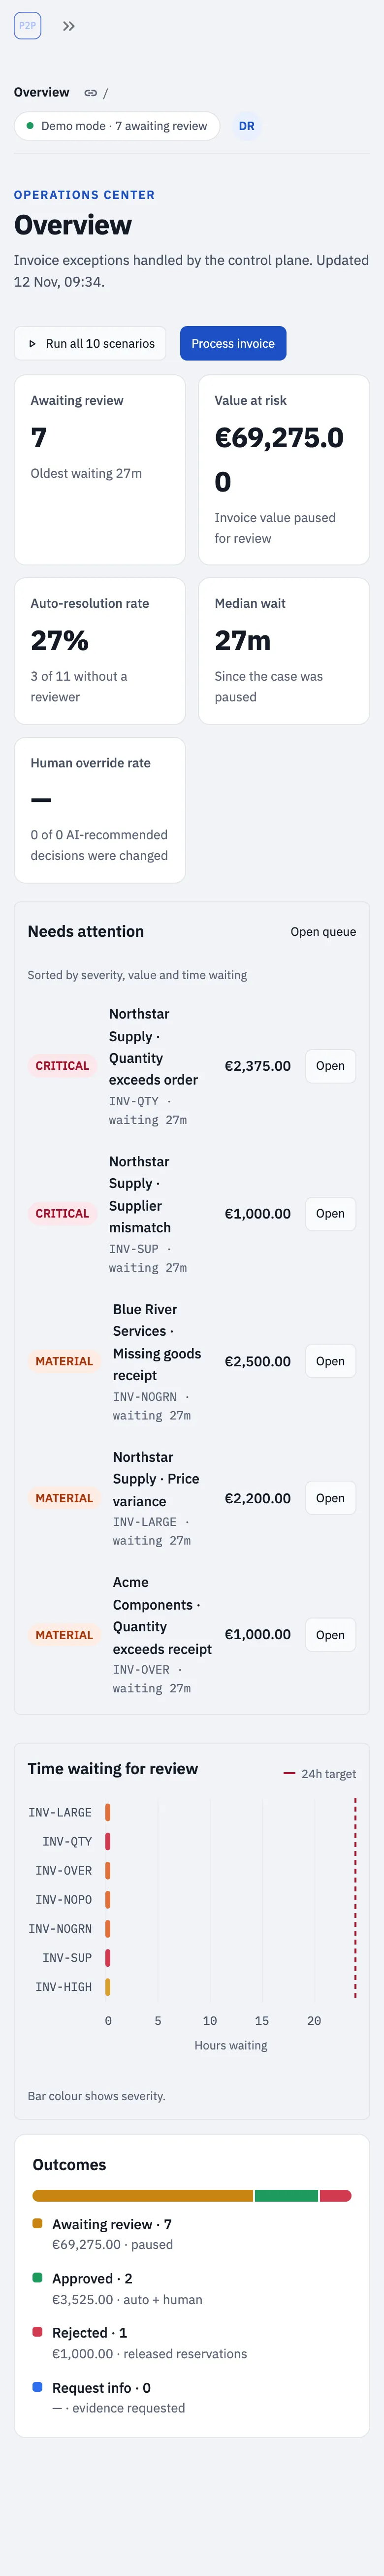 P2P
Overview /
Demo mode · 7 awaiting review DR
OPERATIONS CENTER
Overview
Invoice exceptions handled by the control plane. Updated
12 Nov, 09:34.
Run all 10 scenarios Process invoice
Awaiting review
7
Oldest waiting 27m
Value at risk
€69,275.0
0
Invoice value paused
for review
Auto-resolution rate
27%
3 of 11 without a
reviewer
Median wait
27m
Since the case was
paused
Human override rate
—
0 of 0 AI-recommended
decisions were changed
Needs attention Open queue
Sorted by severity, value and time waiting
CRITICAL
Northstar
Supply ·
Quantity
exceeds order
INV-QTY ·
waiting 27m
€2,375.00 Open
CRITICAL
Northstar
Supply ·
Supplier
mismatch
INV-SUP ·
waiting 27m
€1,000.00 Open
MATERIAL
Blue River
Services ·
Missing goods
receipt
INV-NOGRN ·
waiting 27m
€2,500.00 Open
MATERIAL
Northstar
Supply · Price
variance
INV-LARGE ·
waiting 27m
€2,200.00 Open
MATERIAL
Acme
Components ·
Quantity
exceeds receipt
INV-OVER ·
waiting 27m
€1,000.00 Open
Time waiting for review
24h target
INV-LARGE
INV-QTY
INV-OVER
INV-NOPO
INV-NOGRN
INV-SUP
INV-HIGH
0 5 10 15 20
Hours waiting
Bar colour shows severity.
Outcomes
Awaiting review · 7
€69,275.00 · paused
Approved · 2
€3,525.00 · auto + human
Rejected · 1
€1,000.00 · released reservations
Request info · 0
— · evidence requested